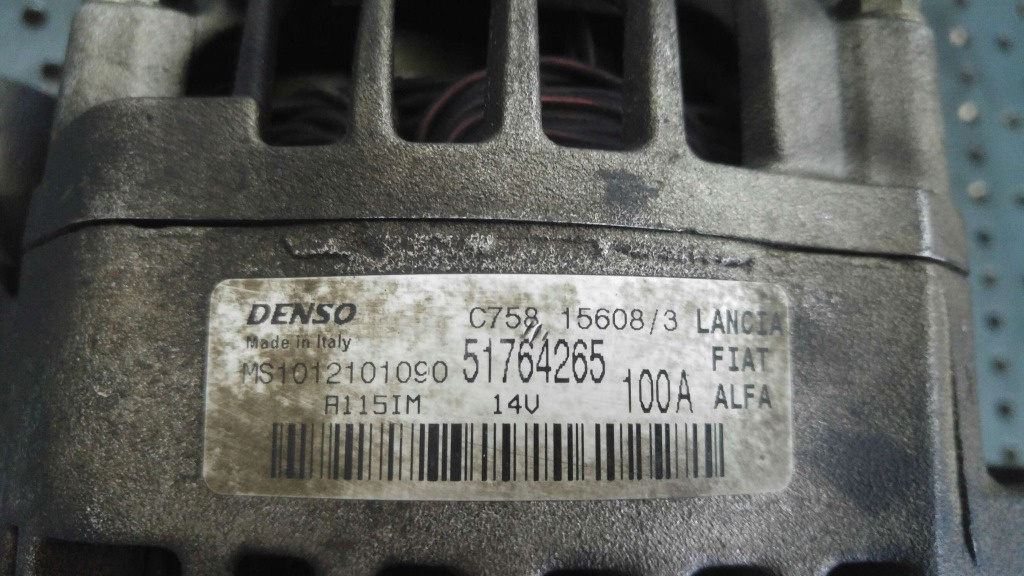 DENSO C758 15608/3 LANCIA
Made in Italy 51764265 FIAT
MS1012101090 100A ALFA
A115IM 14V